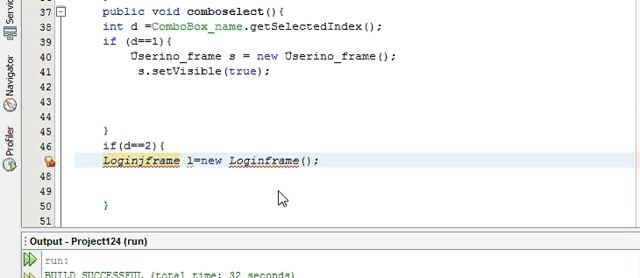 Navigator
Profiler
37 public void comboselect(){
38 int d =ComboBox_name.getSelectedIndex();
39 if (d==1){
40 Userino_frame s = new Userino_frame();
41 s.setVisible(true);
42
43
44
45 }
46 if(d==2){
Loginjframe l=new Loginframe();
48
49
50 }
51
Output - Project124 (run)
run:
BUILD SUCCESSFUL (total time: 32 seconds)